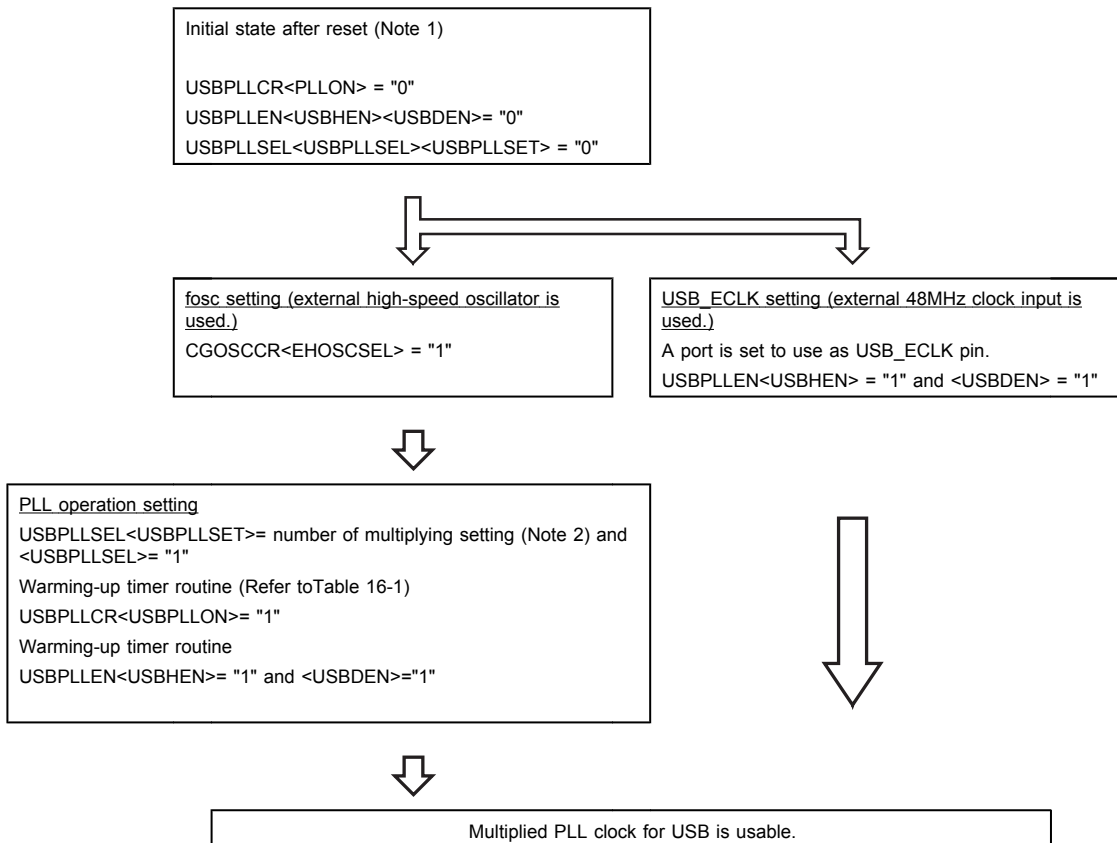 Initial state after reset (Note 1)
USBPLLCR<PLLON> = "0"
USBPLLEN<USBHEN><USBDEN>= "0"
USBPLLSEL<USBPLLSEL><USBPLLSET> = "0"
fosc setting (external high-speed oscillator is
used.)
CGOSCCR<EHOSCSEL> = "1"
USB_ECLK setting (external 48MHz clock input is
used.)
A port is set to use as USB_ECLK pin.
USBPLLEN<USBHEN> = "1" and <USBDEN> = "1"
PLL operation setting
USBPLLSEL<USBPLLSET>= number of multiplying setting (Note 2) and
<USBPLLSEL>= "1"
Warming-up timer routine (Refer toTable 16-1)
USBPLLCR<USBPLLON>= "1"
Warming-up timer routine
USBPLLEN<USBHEN>= "1" and <USBDEN>="1"
Multiplied PLL clock for USB is usable.